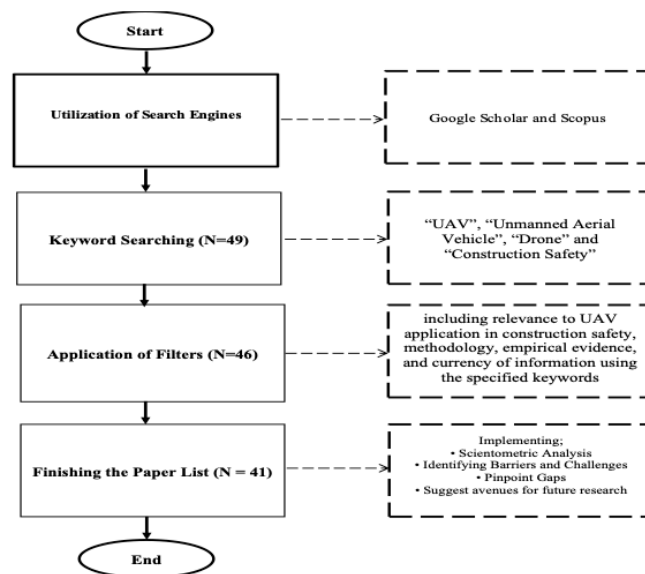 Start
Utilization of Search Engines
Google Scholar and Scopus
Keyword Searching (N=49)
“UAV”, “Unmanned Aerial
Vehicle”, “Drone” and
“Construction Safety”
Application of Filters (N=46)
including relevance to UAV
application in construction safety,
methodology, empirical evidence,
and currency of information using
the specified keywords
Finishing the Paper List (N = 41)
Implementing;
• Scientometric Analysis
• Identifying Barriers and Challenges
• Pinpoint Gaps
• Suggest avenues for future research
End